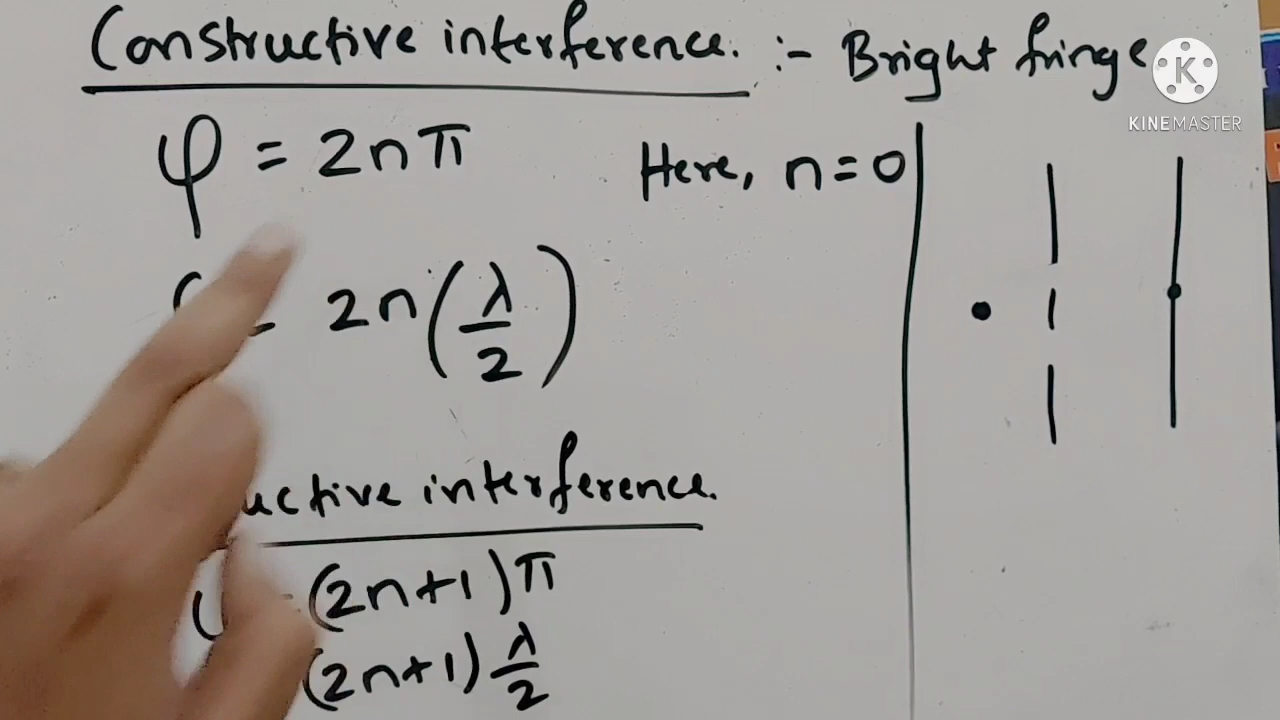 Constructive interference. :- Bright fringe
K
KINEMASTER
φ = 2nπ
Here, n=0
2n(λ/2)
uctive interference.
(2n+1)π
(2n+1) λ/2